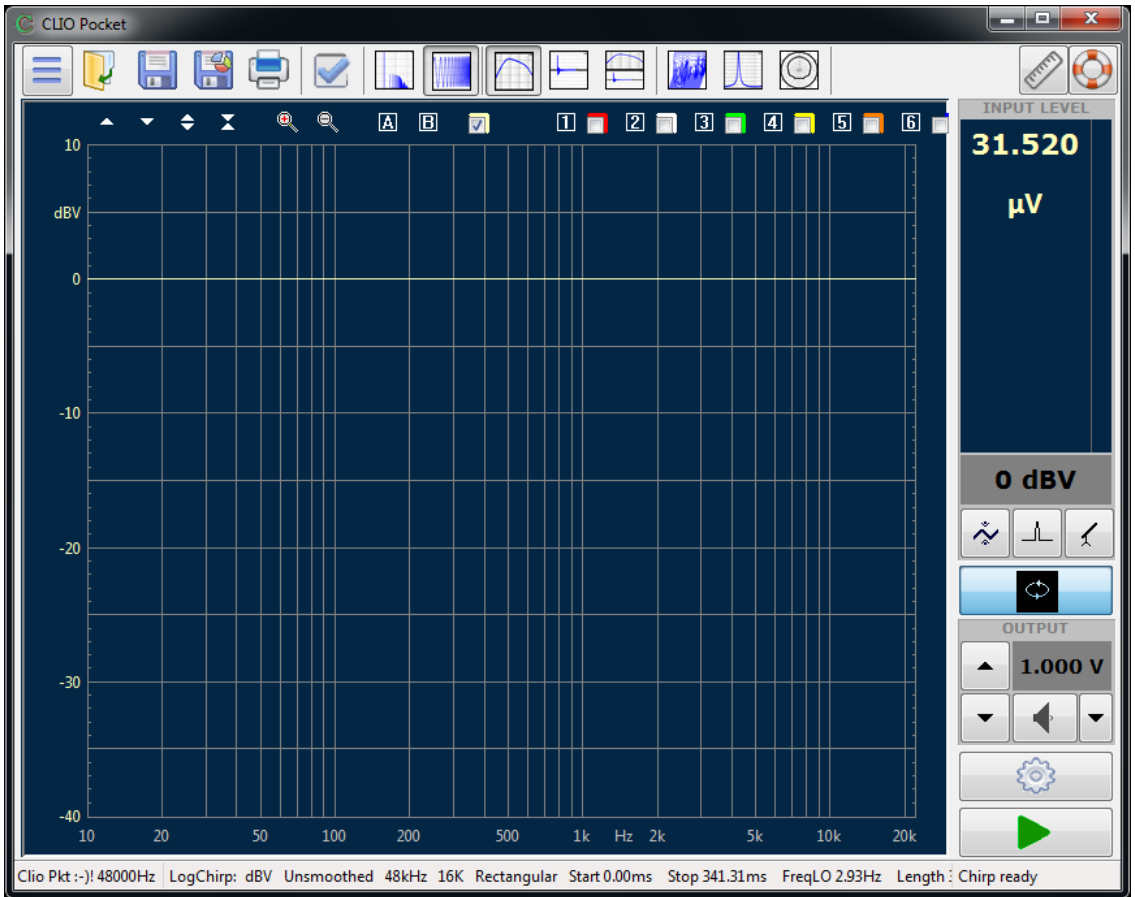 CLIO Pocket
INPUT LEVEL
A B 1 2 3 4 5 6
31.520
µV
10
dBV
0
-10
-20
-30
-40
10 20 50 100 200 500 1k Hz 2k 5k 10k 20k
0 dBV
OUTPUT
1.000 V
Clio Pkt :-)! 48000Hz LogChirp: dBV Unsmoothed 48kHz 16K Rectangular Start 0.00ms Stop 341.31ms FreqLO 2.93Hz Length Chirp ready